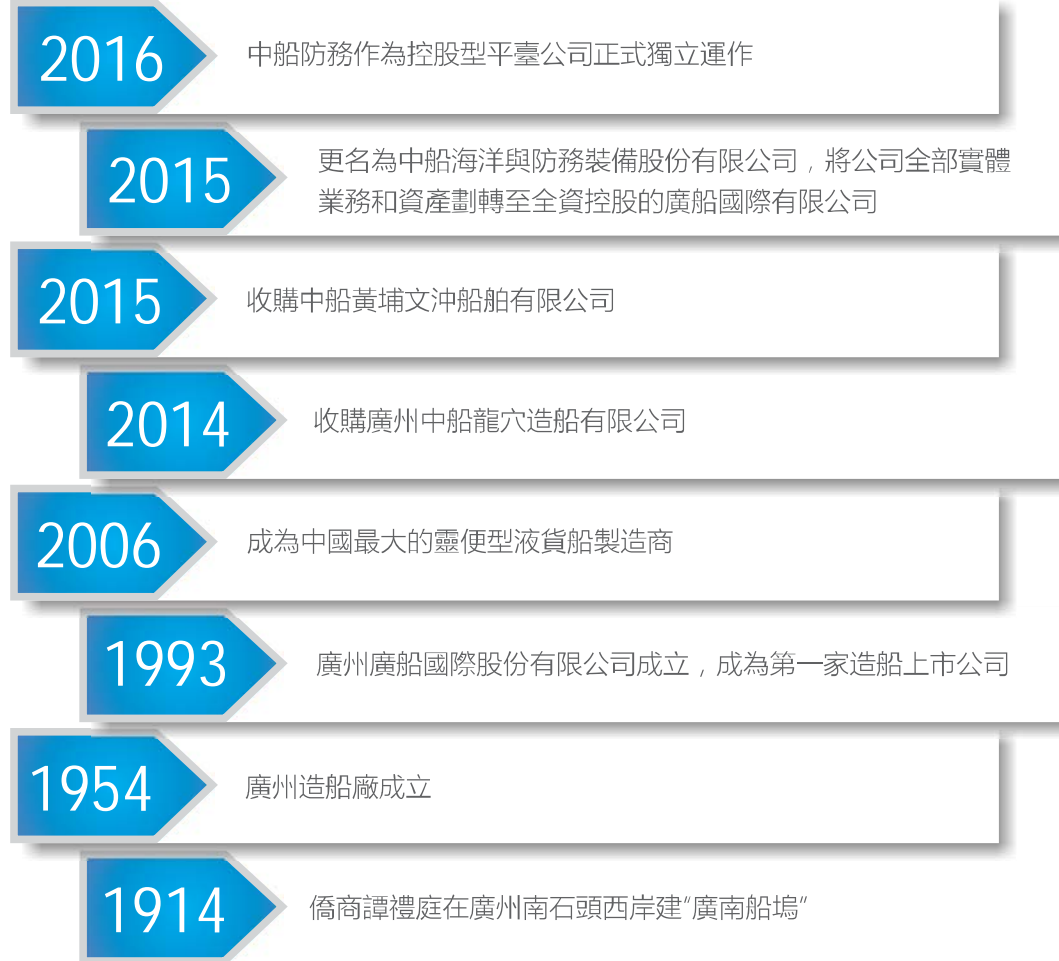 2016
中船防務作為控股型平臺公司正式獨立運作
2015
更名為中船海洋與防務裝備股份有限公司，將公司全部實體
業務和資產劃轉至全資控股的廣船國際有限公司
2015
收購中船黃埔文沖船舶有限公司
2014
收購廣州中船龍穴造船有限公司
2006
成為中國最大的靈便型液貨船製造商
1993
廣州廣船國際股份有限公司成立，成為第一家造船上市公司
1954
廣州造船廠成立
1914
僑商譚禮庭在廣州南石頭西岸建“廣南船塢”